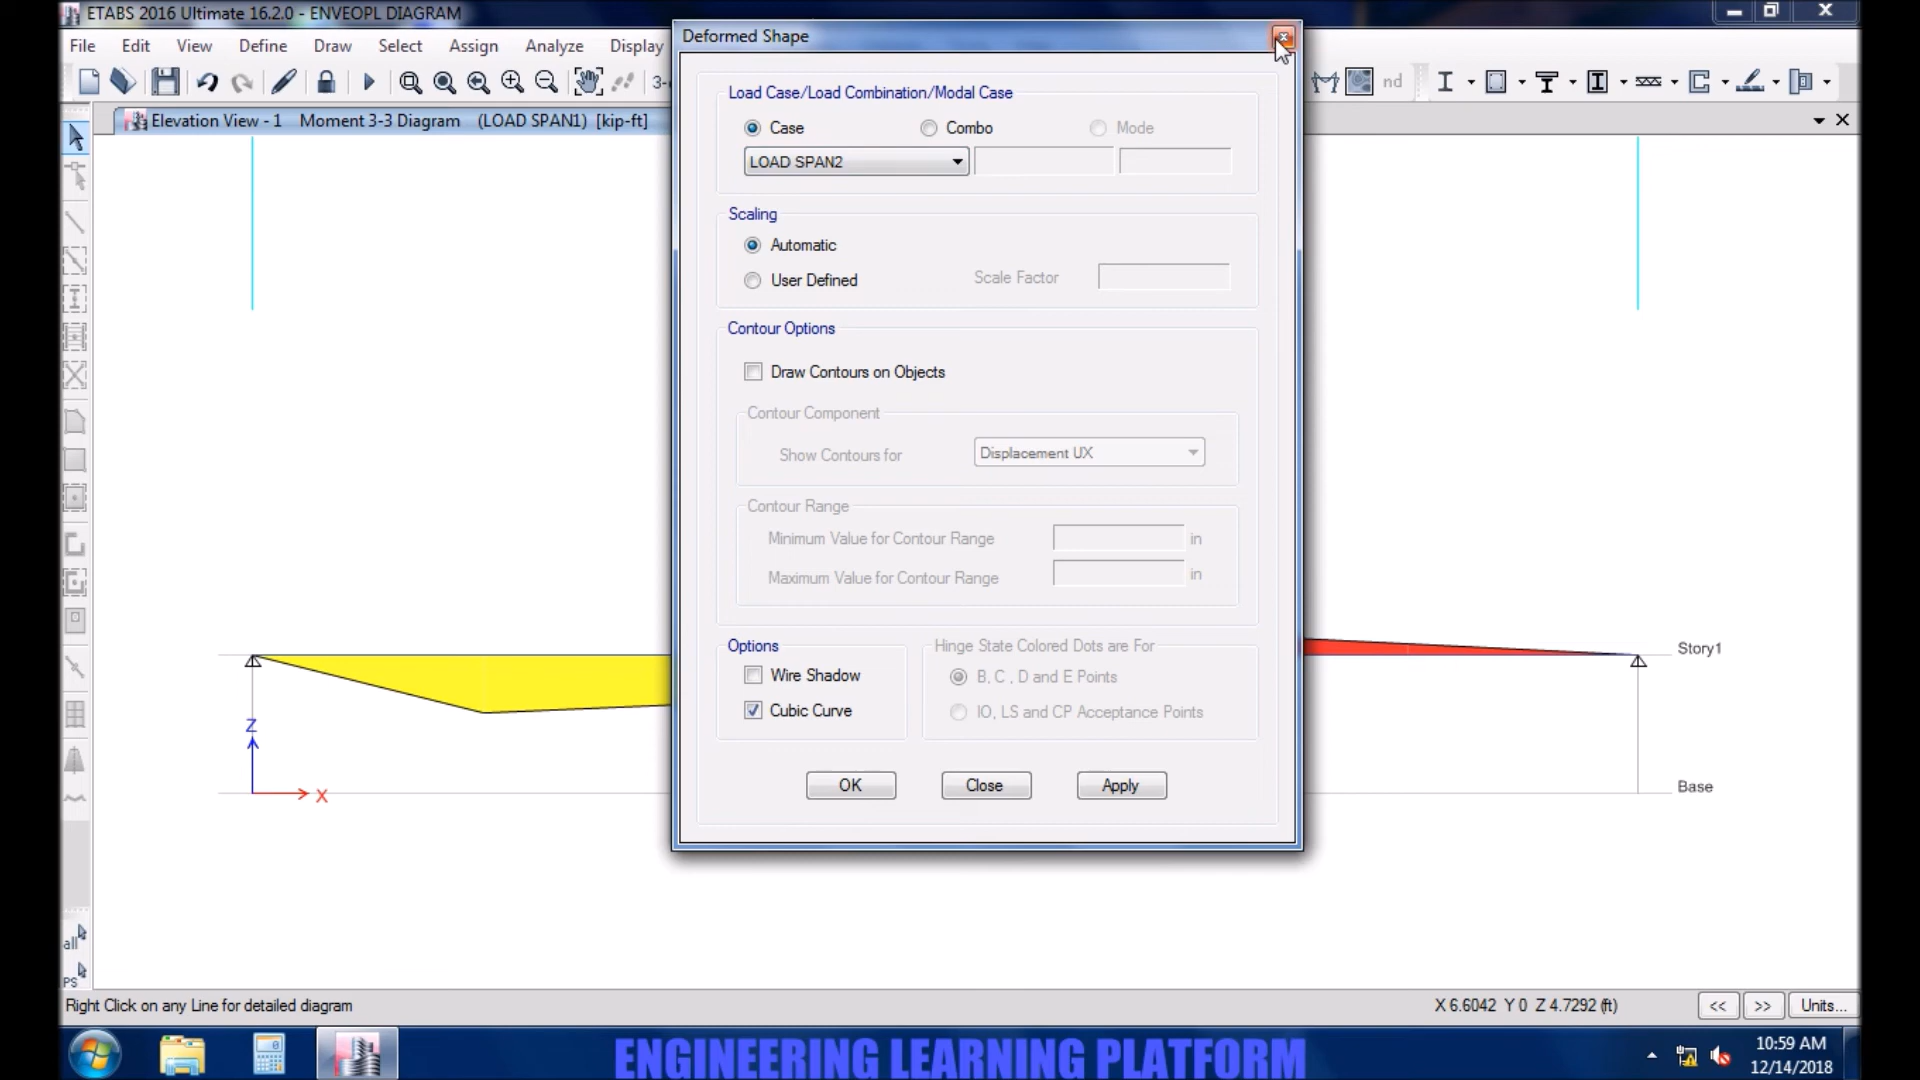 ETABS 2016 Ultimate 16.2.0 - ENVEOPL DIAGRAM
File Edit View Define Draw Select Assign Analyze Display
3-
nd
Elevation View - 1 Moment 3-3 Diagram (LOAD SPAN1) [kip-ft]
Deformed Shape
Load Case/Load Combination/Modal Case
Case Combo Mode
LOAD SPAN2
Scaling
Automatic
User Defined Scale Factor
Contour Options
Draw Contours on Objects
Contour Component
Show Contours for Displacement UX
Contour Range
Minimum Value for Contour Range in
Maximum Value for Contour Range in
Options
Wire Shadow
Cubic Curve
Hinge State Colored Dots are For
B, C , D and E Points
IO, LS and CP Acceptance Points
OK Close Apply
Story1
Z
X
Base
all
PS
Right Click on any Line for detailed diagram
X 6.6042 Y 0 Z 4.7292 (ft)
<< >> Units...
ENGINEERING LEARNING PLATFORM
10:59 AM
12/14/2018